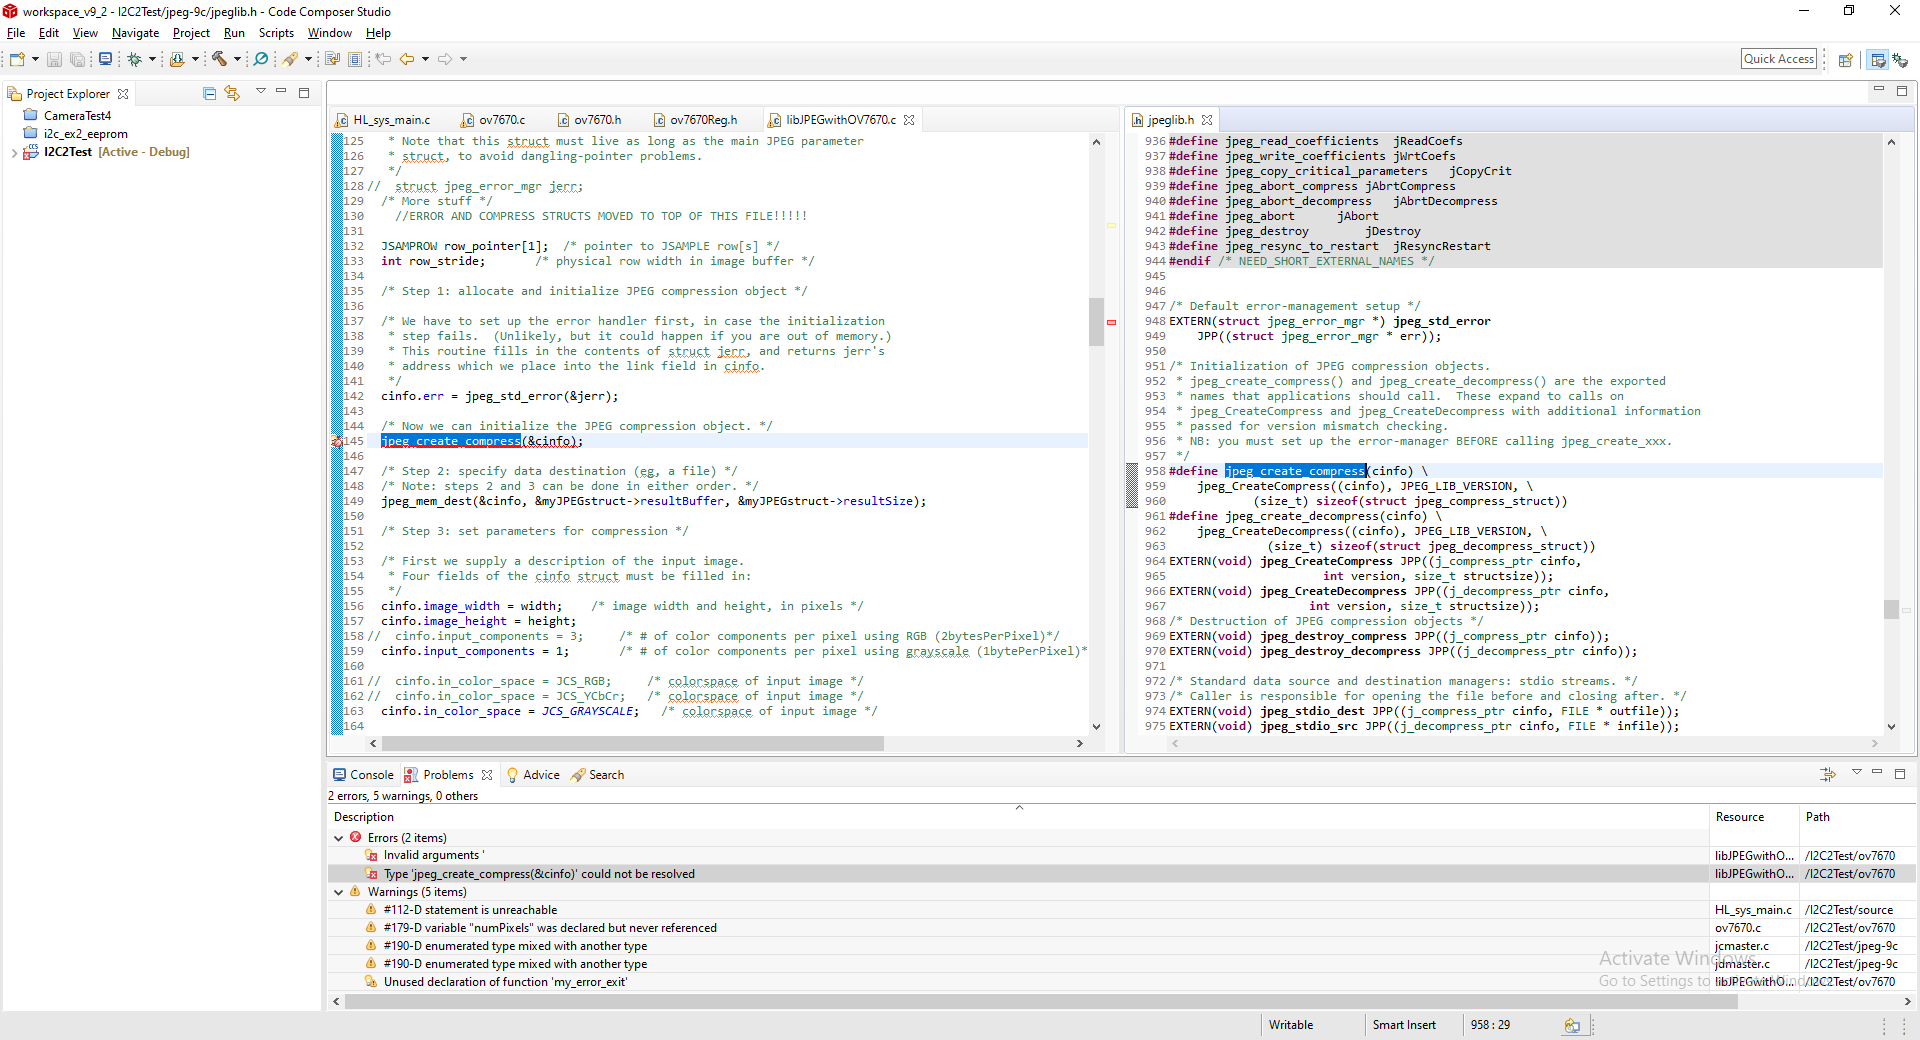 workspace_v9_2 - I2C2Test/jpeg-9c/jpeglib.h - Code Composer Studio
File Edit View Navigate Project Run Scripts Window Help
Quick Access
Project Explorer
CameraTest4
i2c_ex2_eeprom
I2C2Test [Active - Debug]
HL_sys_main.c ov7670.c ov7670.h ov7670Reg.h libJPEGwithOV7670.c
125 * Note that this struct must live as long as the main JPEG parameter
126 * struct, to avoid dangling-pointer problems.
127 */
128 // struct jpeg_error_mgr jerr;
129 /* More stuff */
130 //ERROR AND COMPRESS STRUCTS MOVED TO TOP OF THIS FILE!!!!!
131
132 JSAMPROW row_pointer[1]; /* pointer to JSAMPLE row[s] */
133 int row_stride; /* physical row width in image buffer */
134
135 /* Step 1: allocate and initialize JPEG compression object */
136
137 /* We have to set up the error handler first, in case the initialization
138 * step fails. (Unlikely, but it could happen if you are out of memory.)
139 * This routine fills in the contents of struct jerr, and returns jerr's
140 * address which we place into the link field in cinfo.
141 */
142 cinfo.err = jpeg_std_error(&jerr);
143
144 /* Now we can initialize the JPEG compression object. */
145 jpeg_create_compress(&cinfo);
146
147 /* Step 2: specify data destination (eg, a file) */
148 /* Note: steps 2 and 3 can be done in either order. */
149 jpeg_mem_dest(&cinfo, &myJPEGstruct->resultBuffer, &myJPEGstruct->resultSize);
150
151 /* Step 3: set parameters for compression */
152
153 /* First we supply a description of the input image.
154 * Four fields of the cinfo struct must be filled in:
155 */
156 cinfo.image_width = width; /* image width and height, in pixels */
157 cinfo.image_height = height;
158 // cinfo.input_components = 3; /* # of color components per pixel using RGB (2bytesPerPixel)*/
159 cinfo.input_components = 1; /* # of color components per pixel using grayscale (1bytePerPixel)*
160
161 // cinfo.in_color_space = JCS_RGB; /* colorspace of input image */
162 // cinfo.in_color_space = JCS_YCbCr; /* colorspace of input image */
163 cinfo.in_color_space = JCS_GRAYSCALE; /* colorspace of input image */
164
jpeglib.h
936 #define jpeg_read_coefficients jReadCoefs
937 #define jpeg_write_coefficients jWrtCoefs
938 #define jpeg_copy_critical_parameters jCopyCrit
939 #define jpeg_abort_compress jAbrtCompress
940 #define jpeg_abort_decompress jAbrtDecompress
941 #define jpeg_abort jAbort
942 #define jpeg_destroy jDestroy
943 #define jpeg_resync_to_restart jResyncRestart
944 #endif /* NEED_SHORT_EXTERNAL_NAMES */
945
946
947 /* Default error-management setup */
948 EXTERN(struct jpeg_error_mgr *) jpeg_std_error
949 JPP((struct jpeg_error_mgr * err));
950
951 /* Initialization of JPEG compression objects.
952 * jpeg_create_compress() and jpeg_create_decompress() are the exported
953 * names that applications should call. These expand to calls on
954 * jpeg_CreateCompress and jpeg_CreateDecompress with additional information
955 * passed for version mismatch checking.
956 * NB: you must set up the error-manager BEFORE calling jpeg_create_xxx.
957 */
958 #define jpeg_create_compress(cinfo) \
959 jpeg_CreateCompress((cinfo), JPEG_LIB_VERSION, \
960 (size_t) sizeof(struct jpeg_compress_struct))
961 #define jpeg_create_decompress(cinfo) \
962 jpeg_CreateDecompress((cinfo), JPEG_LIB_VERSION, \
963 (size_t) sizeof(struct jpeg_decompress_struct))
964 EXTERN(void) jpeg_CreateCompress JPP((j_compress_ptr cinfo,
965 int version, size_t structsize));
966 EXTERN(void) jpeg_CreateDecompress JPP((j_decompress_ptr cinfo,
967 int version, size_t structsize));
968 /* Destruction of JPEG compression objects */
969 EXTERN(void) jpeg_destroy_compress JPP((j_compress_ptr cinfo));
970 EXTERN(void) jpeg_destroy_decompress JPP((j_decompress_ptr cinfo));
971
972 /* Standard data source and destination managers: stdio streams. */
973 /* Caller is responsible for opening the file before and closing after. */
974 EXTERN(void) jpeg_stdio_dest JPP((j_compress_ptr cinfo, FILE * outfile));
975 EXTERN(void) jpeg_stdio_src JPP((j_decompress_ptr cinfo, FILE * infile));
Console Problems Advice Search
2 errors, 5 warnings, 0 others
Description Resource Path
Errors (2 items)
Invalid arguments ' libJPEGwithO... /I2C2Test/ov7670
Type 'jpeg_create_compress(&cinfo)' could not be resolved libJPEGwithO... /I2C2Test/ov7670
Warnings (5 items)
#112-D statement is unreachable HL_sys_main.c /I2C2Test/source
#179-D variable "numPixels" was declared but never referenced ov7670.c /I2C2Test/ov7670
#190-D enumerated type mixed with another type jcmaster.c /I2C2Test/jpeg-9c
#190-D enumerated type mixed with another type jdmaster.c /I2C2Test/jpeg-9c
Unused declaration of function 'my_error_exit' libJPEGwithO... /I2C2Test/ov7670
Activate Windows
Go to Settings to
Writable Smart Insert 958 : 29